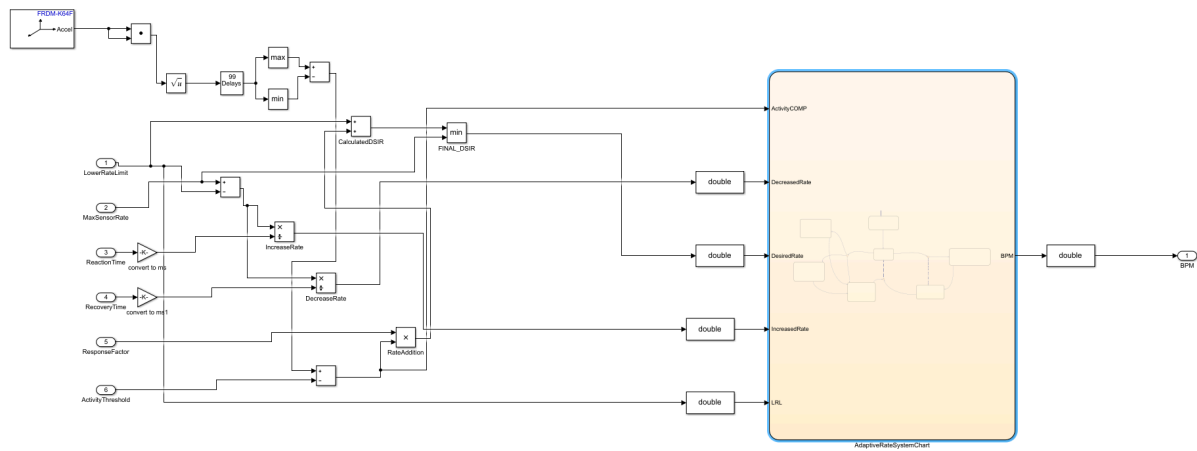 FRDM-K64F
Accel
√u
99
Delays
max
min
+
−
ActivityCOMP
+
+
CalculatedDSIR
min
FINAL_DSIR
1
LowerRateLimit
+
−
double
DecreasedRate
2
MaxSensorRate
×
÷
IncreaseRate
3
ReactionTime
-K-
convert to ms
double
DesiredRate
BPM
double
1
BPM
×
÷
DecreaseRate
4
RecoveryTime
-K-
convert to ms1
double
IncreasedRate
5
ResponseFactor
×
RateAddition
+
−
6
ActivityThreshold
double
LRL
AdaptiveRateSystemChart